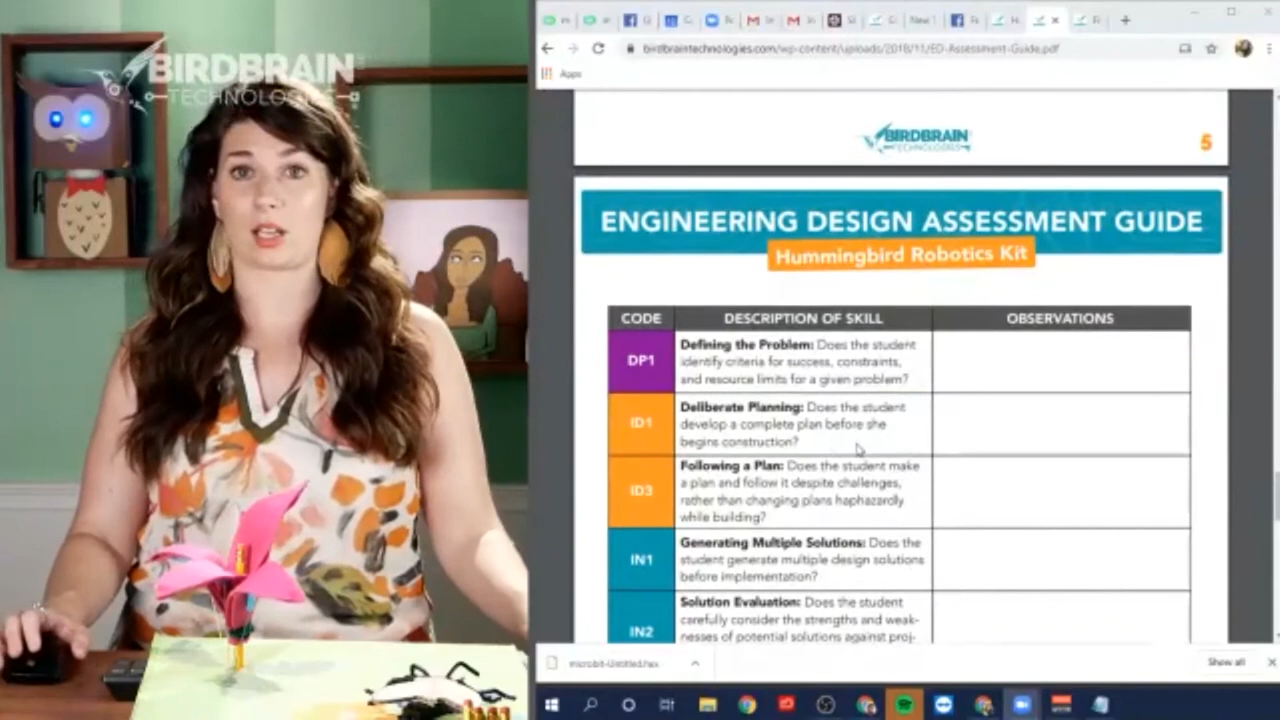 BIRDBRAIN
TECHNOLOGIES
birdbraintechnologies.com/wp-content/uploads/2018/11/ED-Assessment-Guide.pdf
Apps
BIRDBRAIN
TECHNOLOGIES
5
ENGINEERING DESIGN ASSESSMENT GUIDE
Hummingbird Robotics Kit
CODE DESCRIPTION OF SKILL OBSERVATIONS
DP1
Defining the Problem: Does the student
identify criteria for success, constraints,
and resource limits for a given problem?
ID1
Deliberate Planning: Does the student
develop a complete plan before she
begins construction?
ID3
Following a Plan: Does the student make
a plan and follow it despite challenges,
rather than changing plans haphazardly
while building?
IN1
Generating Multiple Solutions: Does the
student generate multiple design solutions
before implementation?
IN2
Solution Evaluation: Does the student
carefully consider the strengths and weak-
nesses of potential solutions against proj-
microbit-Untitled.hex
Show all